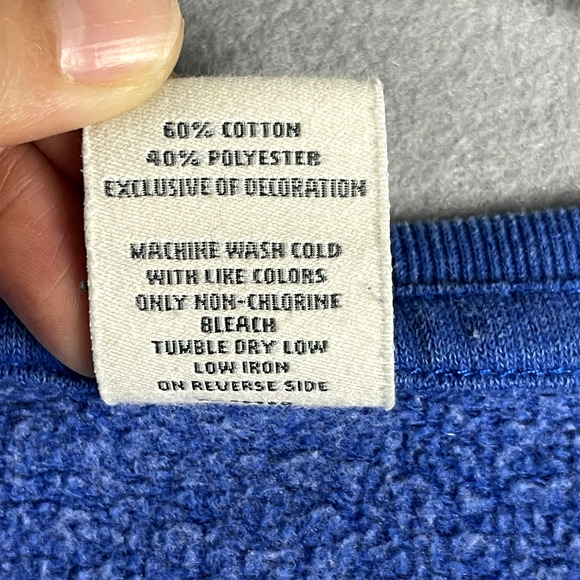 60% COTTON
40% POLYESTER
EXCLUSIVE OF DECORATION
MACHINE WASH COLD
WITH LIKE COLORS
ONLY NON-CHLORINE
BLEACH
TUMBLE DRY LOW
LOW IRON
ON REVERSE SIDE